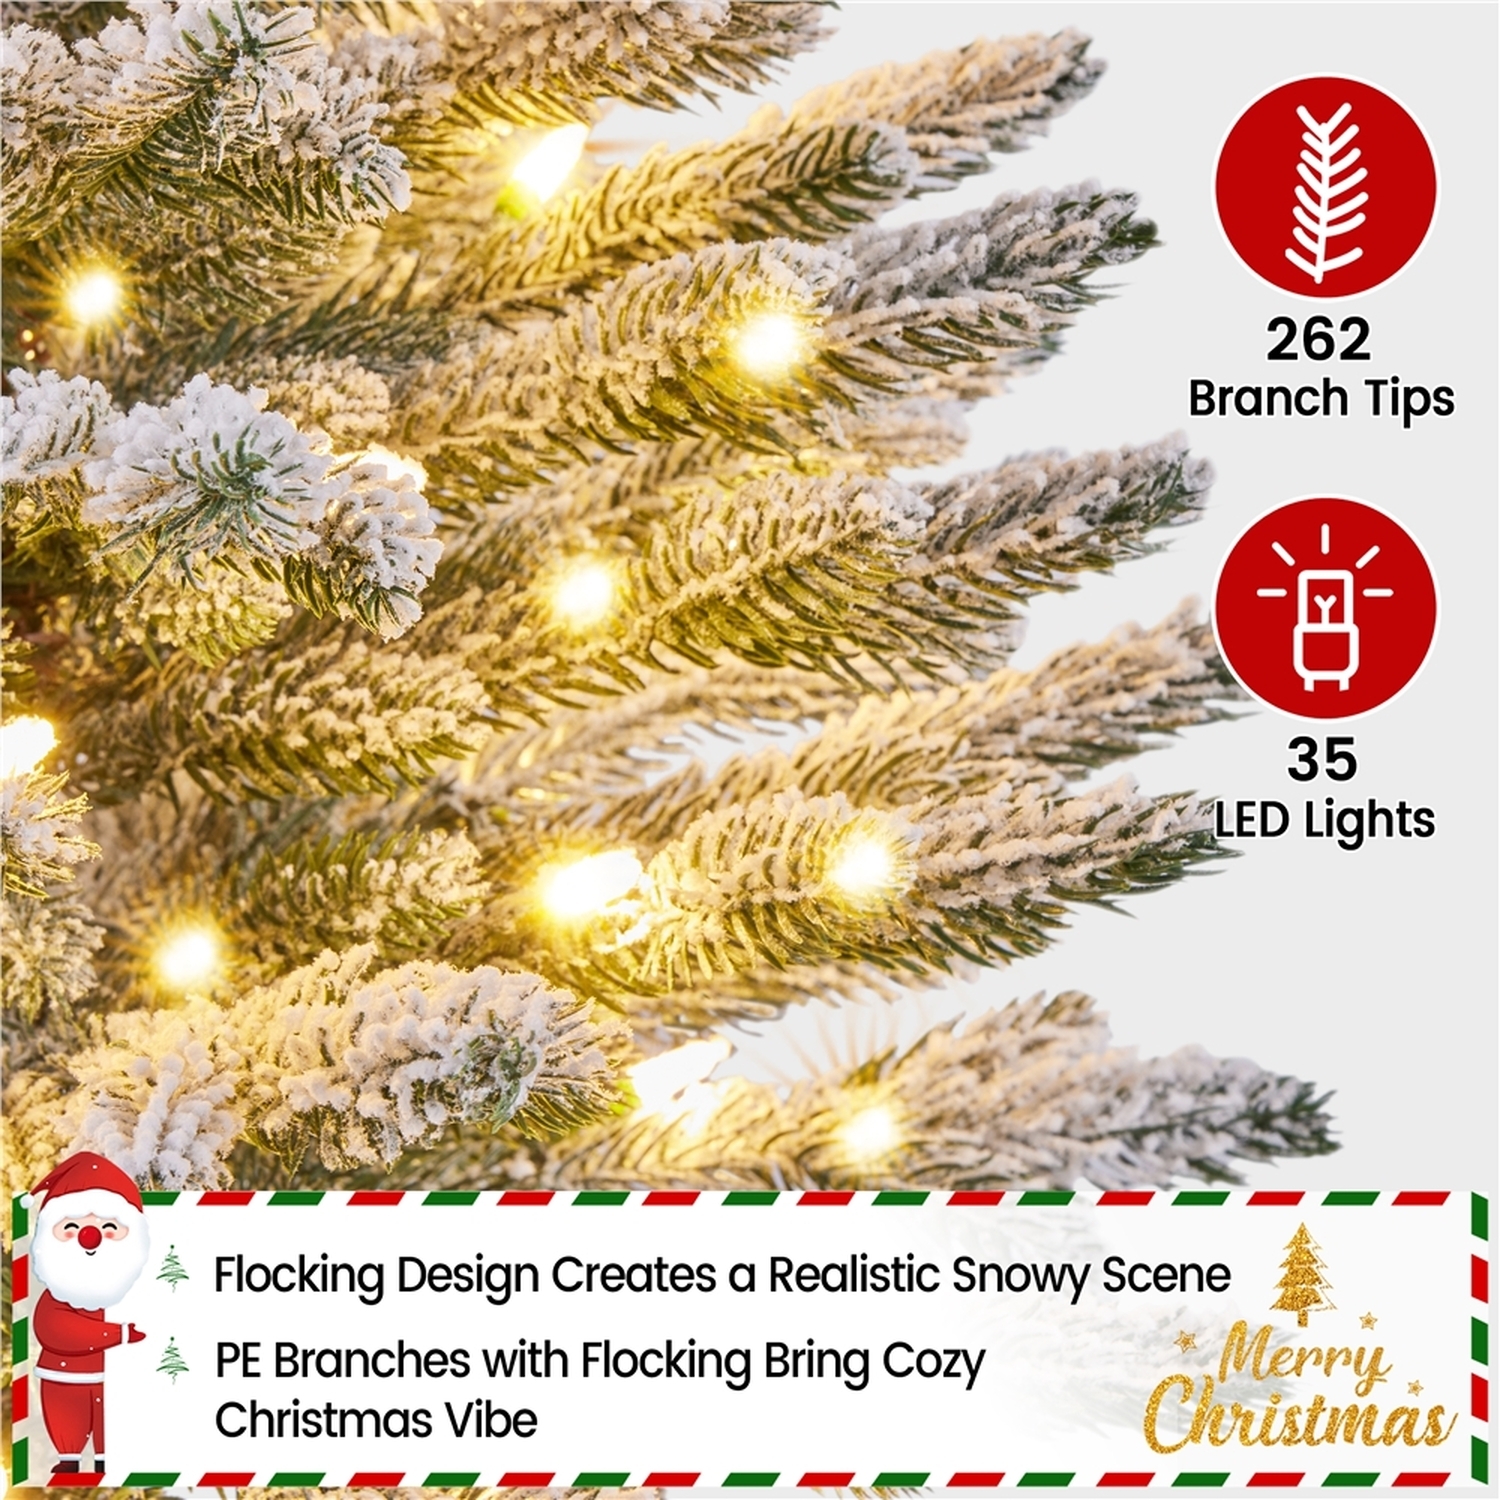 262
Branch Tips
35
LED Lights
Flocking Design Creates a Realistic Snowy Scene
PE Branches with Flocking Bring Cozy
Christmas Vibe
Merry
Christmas